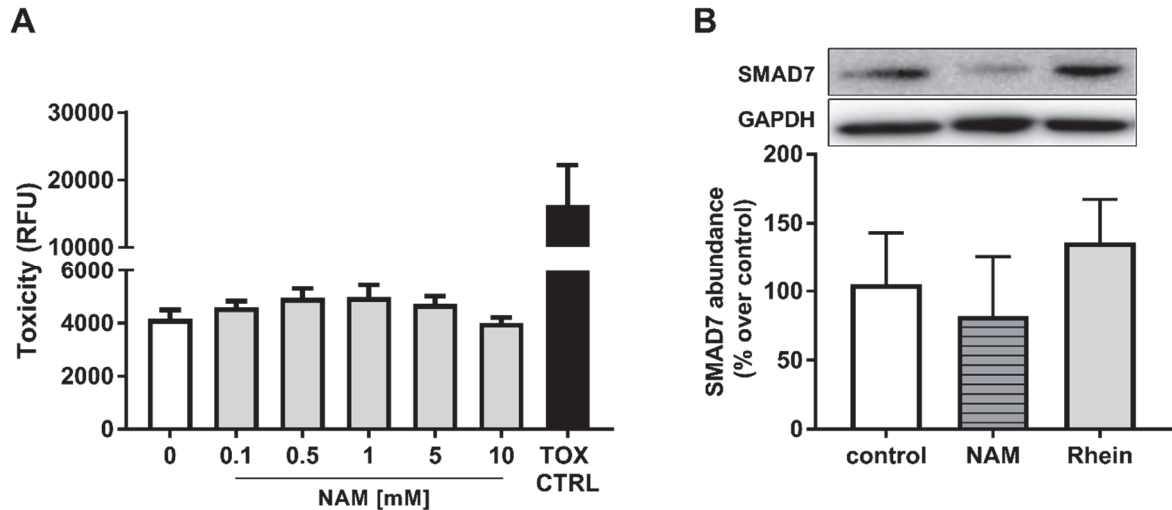 A
Toxicity (RFU)
30000
20000
10000
6000
4000
2000
0
0 0.1 0.5 1 5 10 TOX
CTRL
NAM [mM]
B
SMAD7
GAPDH
SMAD7 abundance
(% over control)
200
150
100
50
0
control NAM Rhein